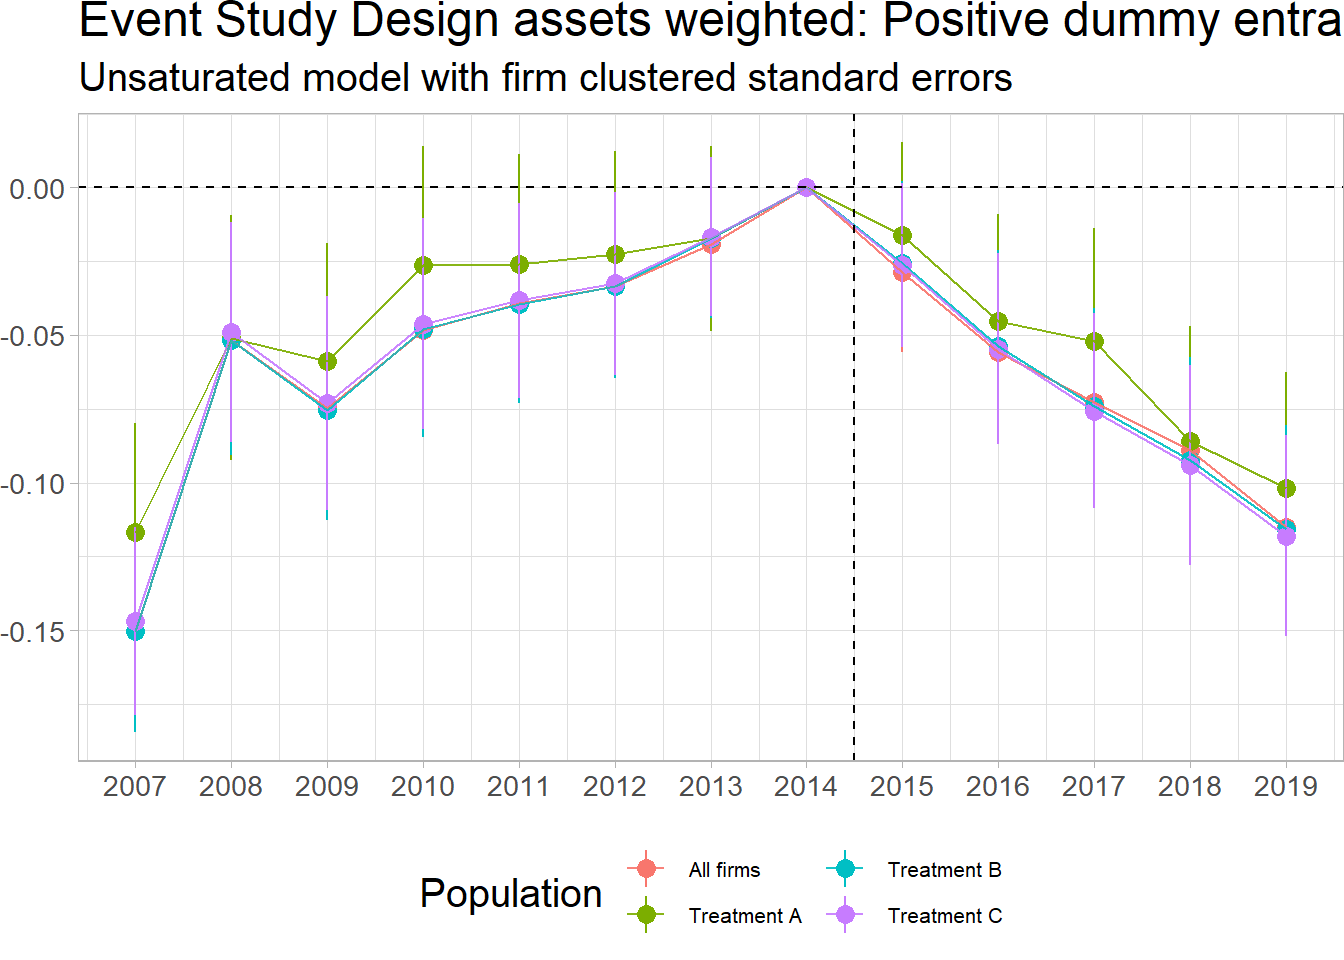 Event Study Design assets weighted: Positive dummy entra
Unsaturated model with firm clustered standard errors
0.00
-0.05
-0.10
-0.15
2007 2008 2009 2010 2011 2012 2013 2014 2015 2016 2017 2018 2019
Population
All firms
Treatment A
Treatment B
Treatment C